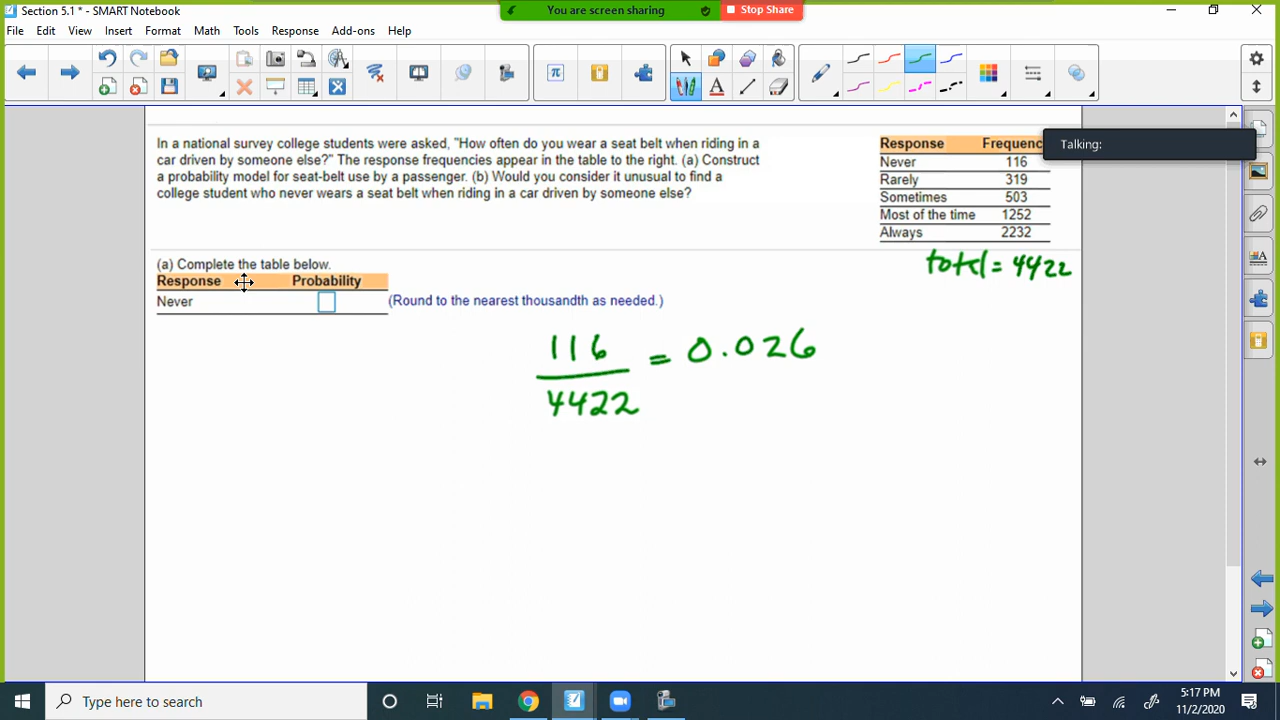 Section 5.1 * - SMART Notebook
You are screen sharing
Stop Share
File Edit View Insert Format Math Tools Response Add-ons Help
Talking:
In a national survey college students were asked, "How often do you wear a seat belt when riding in a
car driven by someone else?" The response frequencies appear in the table to the right. (a) Construct
a probability model for seat-belt use by a passenger. (b) Would you consider it unusual to find a
college student who never wears a seat belt when riding in a car driven by someone else?
Response Frequenc
Never 116
Rarely 319
Sometimes 503
Most of the time 1252
Always 2232
total = 4422
(a) Complete the table below.
Response Probability
Never (Round to the nearest thousandth as needed.)
116
= 0.026
4422
Type here to search
5:17 PM
11/2/2020